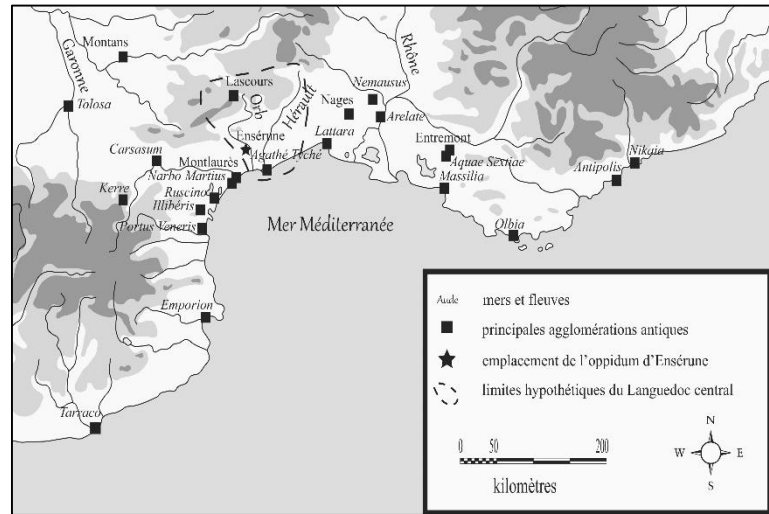 Montans
Garonne
Tolosa
Lascours
Orb
Hérault
Ensérune
Agathé Tyché
Carsasum
Montlaurès
Narbo Martius
Kerre
Ruscino
Illibéris
Portus Veneris
Emporion
Tarraco
Rhône
Nemausus
Nages
Arelate
Lattara
Entremont
Aquae Sextiae
Massilia
Nikaia
Antipolis
Olbia
Mer Méditerranée
Aude mers et fleuves
principales agglomérations antiques
emplacement de l'oppidum d'Ensérune
limites hypothétiques du Languedoc central
0 50 200
kilomètres
N
W E
S